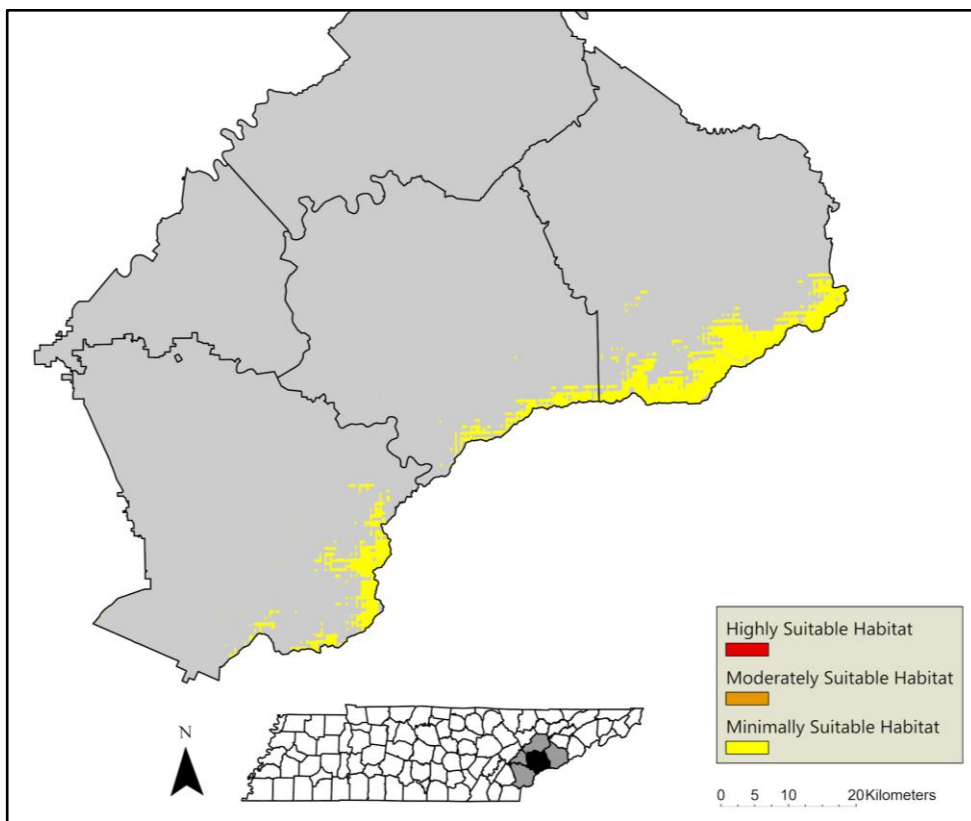 Highly Suitable Habitat
Moderately Suitable Habitat
Minimally Suitable Habitat
N
0 5 10 20Kilometers